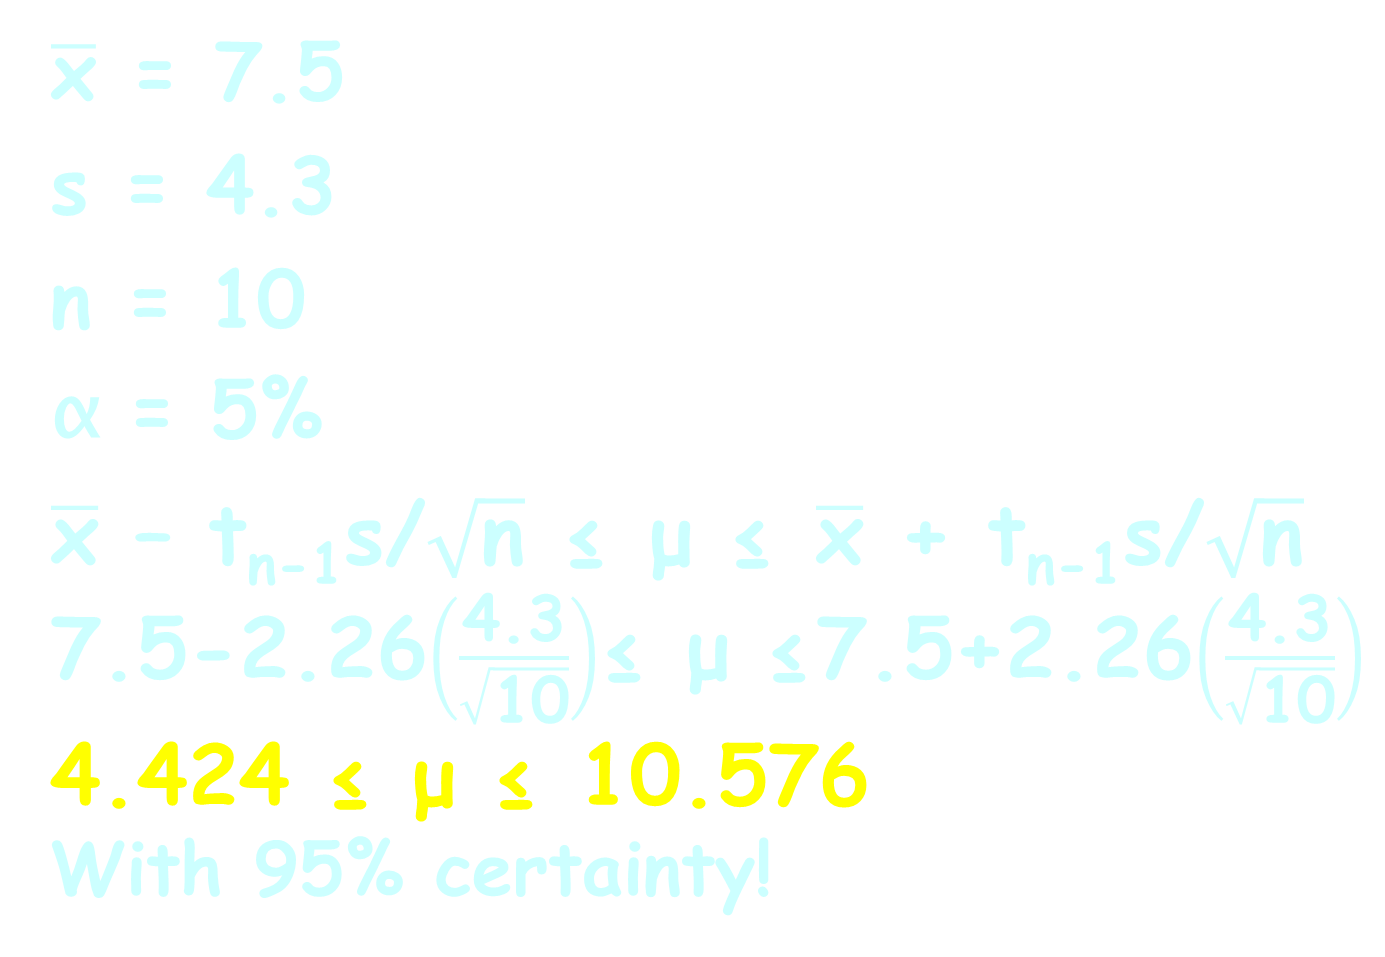 x̅ = 7.5
s = 4.3
n = 10
α = 5%
x̅ - tₙ₋₁s/√n ≤ μ ≤ x̅ + tₙ₋₁s/√n
7.5-2.26(4.3/√10)≤ μ ≤7.5+2.26(4.3/√10)
4.424 ≤ μ ≤ 10.576
With 95% certainty!